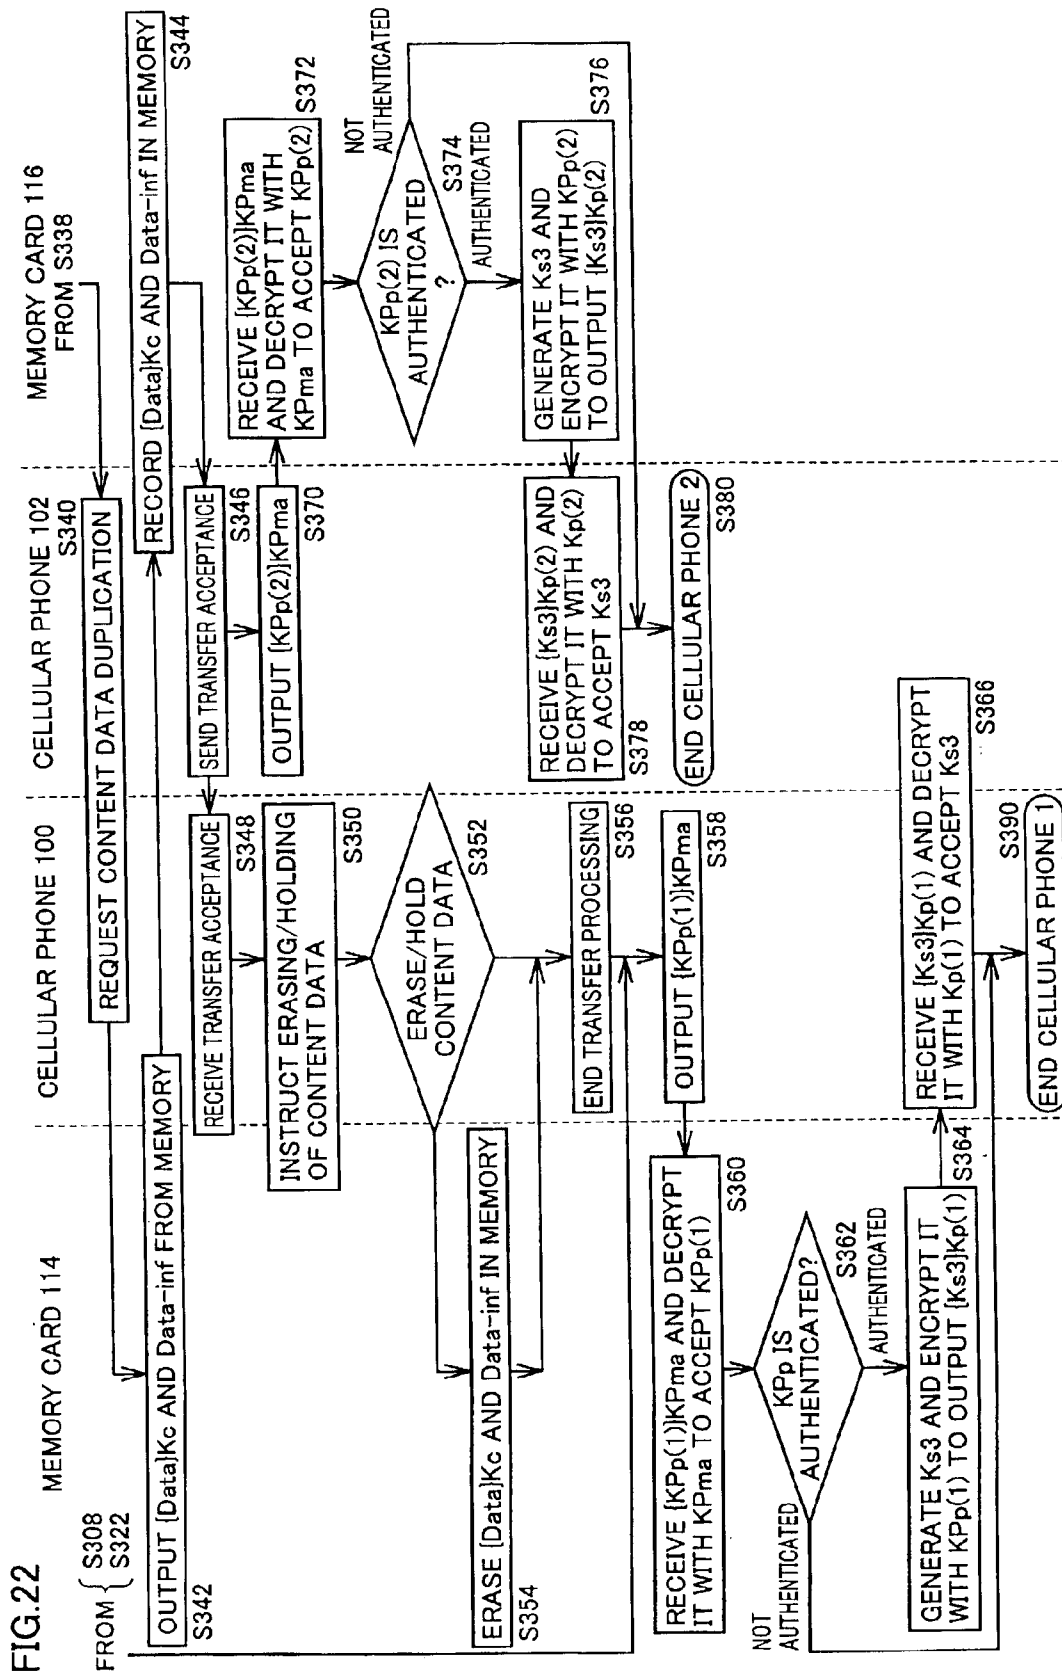 FIG.22
MEMORY CARD 114
CELLULAR PHONE 100
CELLULAR PHONE 102
MEMORY CARD 116
FROM { S308
S322
FROM S338
S340
REQUEST CONTENT DATA DUPLICATION
OUTPUT {Data}Kc AND Data-inf FROM MEMORY
S342
RECORD {Data}Kc AND Data-inf IN MEMORY
S344
SEND TRANSFER ACCEPTANCE
S346
RECEIVE TRANSFER ACCEPTANCE
S348
INSTRUCT ERASING/HOLDING
OF CONTENT DATA
S350
ERASE/HOLD
CONTENT DATA
S352
ERASE {Data}Kc AND Data-inf IN MEMORY
S354
END TRANSFER PROCESSING
S356
OUTPUT {KPp(1)}KPma
S358
RECEIVE {KPp(1)}KPma AND DECRYPT
IT WITH KPma TO ACCEPT KPp(1)
S360
KPp IS
AUTHENTICATED?
S362
NOT
AUTHENTICATED
AUTHENTICATED
GENERATE Ks3 AND ENCRYPT IT
WITH KPp(1) TO OUTPUT {Ks3}Kp(1)
S364
RECEIVE {Ks3}Kp(1) AND DECRYPT
IT WITH Kp(1) TO ACCEPT Ks3
S366
S390
END CELLULAR PHONE 1
OUTPUT {KPp(2)}KPma
S370
RECEIVE {KPp(2)}KPma
AND DECRYPT IT WITH
KPma TO ACCEPT KPp(2)
S372
KPp(2) IS
AUTHENTICATED
?
S374
NOT
AUTHENTICATED
AUTHENTICATED
GENERATE Ks3 AND
ENCRYPT IT WITH KPp(2)
TO OUTPUT {Ks3}Kp(2)
S376
RECEIVE {Ks3}Kp(2) AND
DECRYPT IT WITH Kp(2)
TO ACCEPT Ks3
S378
END CELLULAR PHONE 2
S380